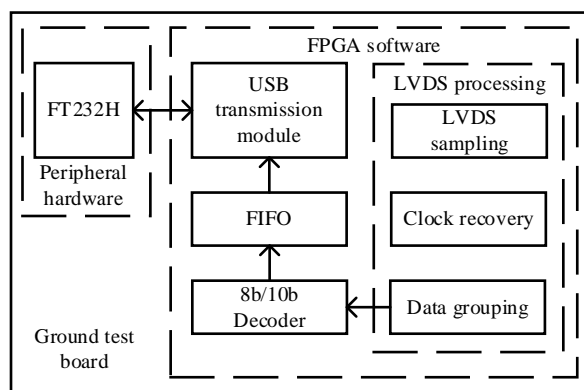 FPGA software
FT232H
Peripheral
hardware
USB
transmission
module
FIFO
8b/10b
Decoder
LVDS processing
LVDS
sampling
Clock recovery
Data grouping
Ground test
board